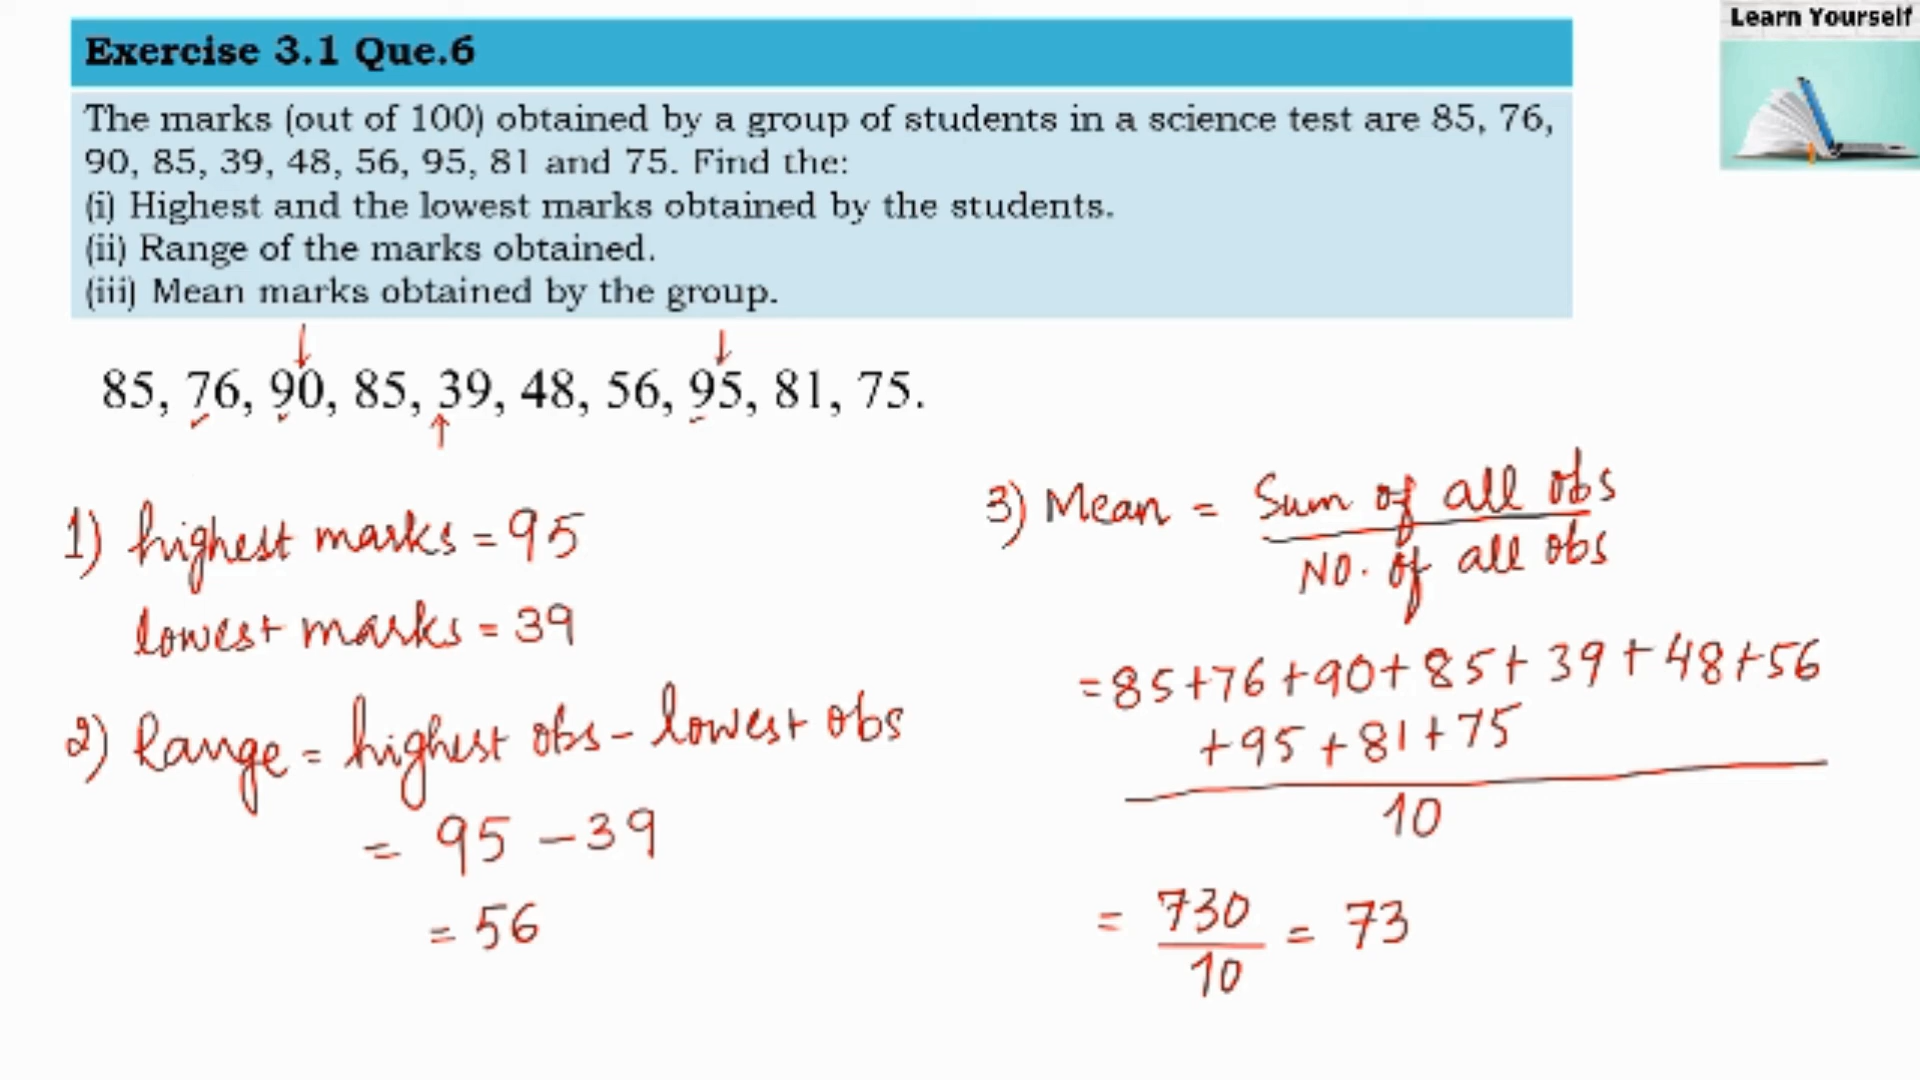 Learn Yourself
Exercise 3.1 Que.6
The marks (out of 100) obtained by a group of students in a science test are 85, 76,
90, 85, 39, 48, 56, 95, 81 and 75. Find the:
(i) Highest and the lowest marks obtained by the students.
(ii) Range of the marks obtained.
(iii) Mean marks obtained by the group.
85, 76, 90, 85, 39, 48, 56, 95, 81, 75.
1) highest marks = 95
lowest marks = 39
2) Range = highest obs - lowest obs
= 95 - 39
= 56
3) Mean = Sum of all obs
No. of all obs
= 85+76+90+85+39+48+56
+95+81+75
10
= 730 = 73
10